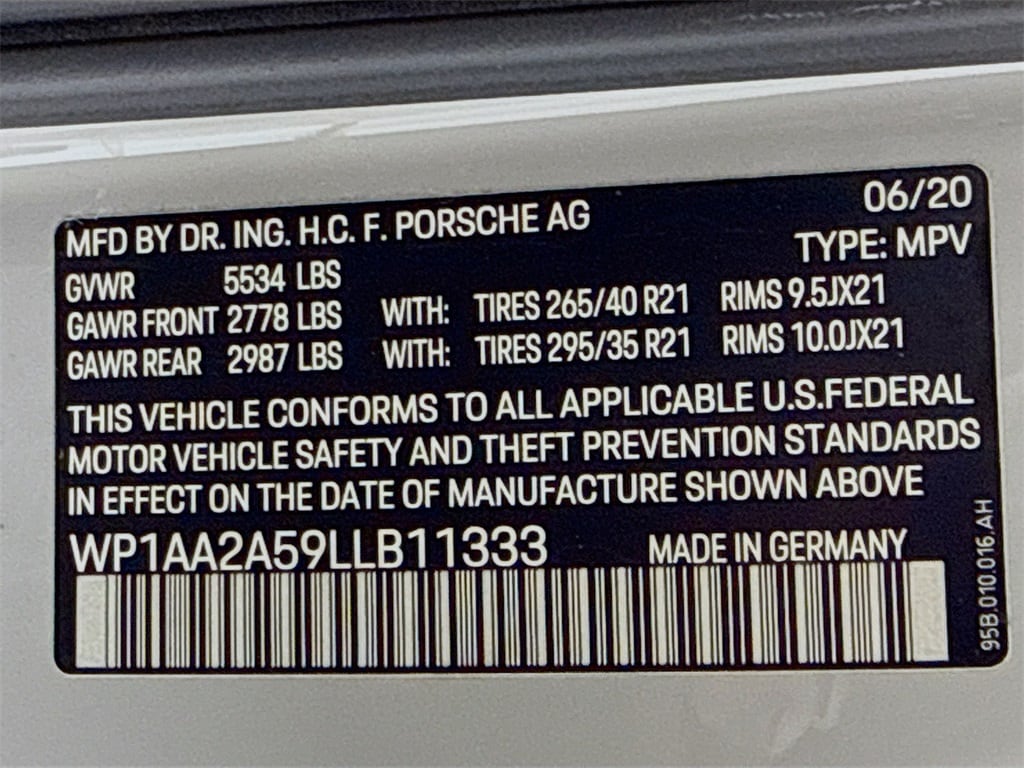 06/20
MFD BY DR. ING. H.C. F. PORSCHE AG
TYPE: MPV
GVWR 5534 LBS
GAWR FRONT 2778 LBS WITH: TIRES 265/40 R21 RIMS 9.5JX21
GAWR REAR 2987 LBS WITH: TIRES 295/35 R21 RIMS 10.0JX21
THIS VEHICLE CONFORMS TO ALL APPLICABLE U.S.FEDERAL
MOTOR VEHICLE SAFETY AND THEFT PREVENTION STANDARDS
IN EFFECT ON THE DATE OF MANUFACTURE SHOWN ABOVE
WP1AA2A59LLB11333 MADE IN GERMANY
95B.010.016.AH